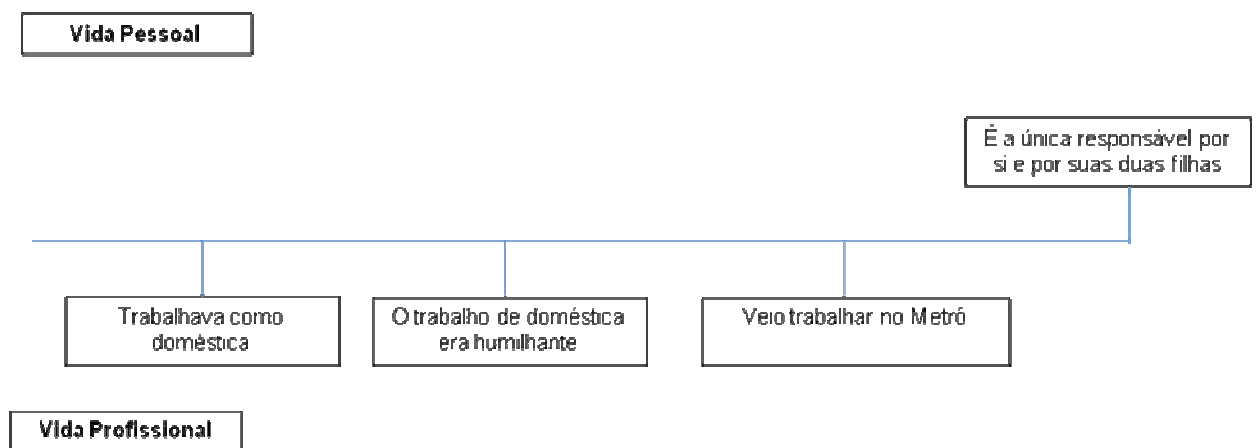 Vida Pessoal
É a única responsável por
si e por suas duas filhas
Trabalhava como
doméstica
O trabalho de doméstica
era humilhante
Veio trabalhar no Metrô
Vida Profissional